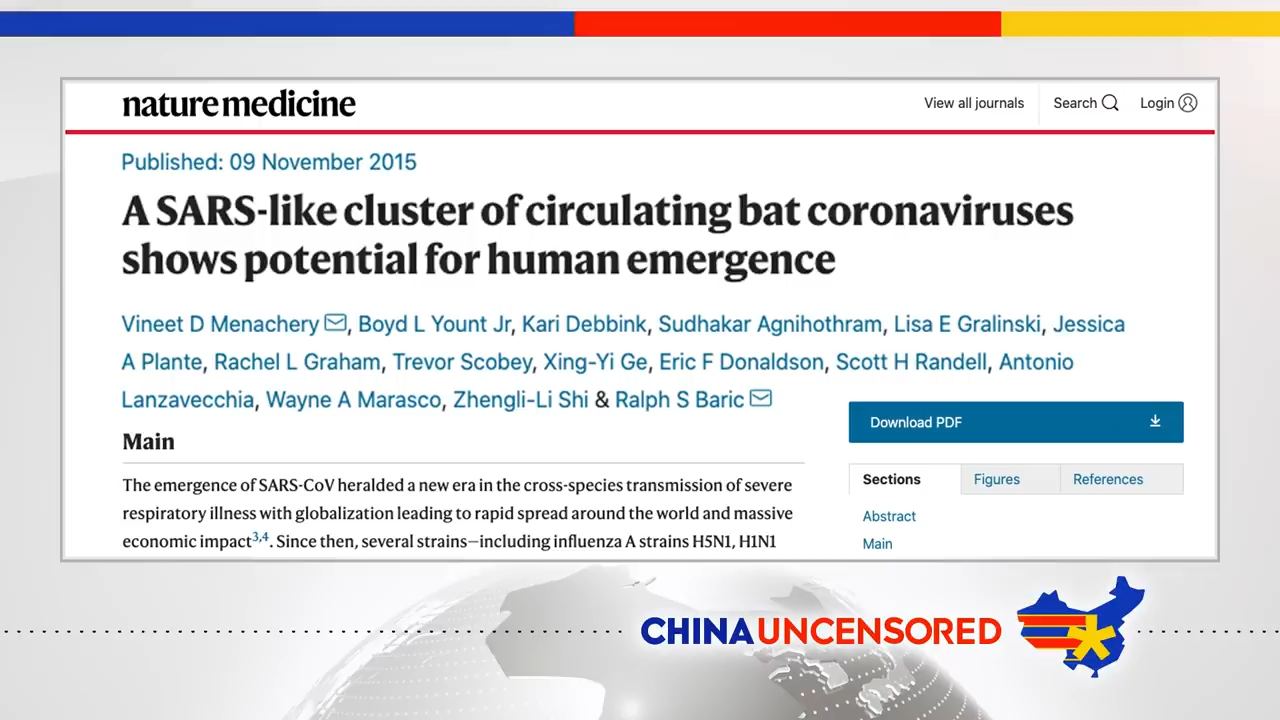 nature medicine
View all journals
Search
Login
Published: 09 November 2015
A SARS-like cluster of circulating bat coronaviruses
shows potential for human emergence
Vineet D Menachery, Boyd L Yount Jr, Kari Debbink, Sudhakar Agnihothram, Lisa E Gralinski, Jessica
A Plante, Rachel L Graham, Trevor Scobey, Xing-Yi Ge, Eric F Donaldson, Scott H Randell, Antonio
Lanzavecchia, Wayne A Marasco, Zhengli-Li Shi & Ralph S Baric
Main
The emergence of SARS-CoV heralded a new era in the cross-species transmission of severe
respiratory illness with globalization leading to rapid spread around the world and massive
economic impact3,4. Since then, several strains—including influenza A strains H5N1, H1N1
Download PDF
Sections
Figures
References
Abstract
Main
CHINA UNCENSORED